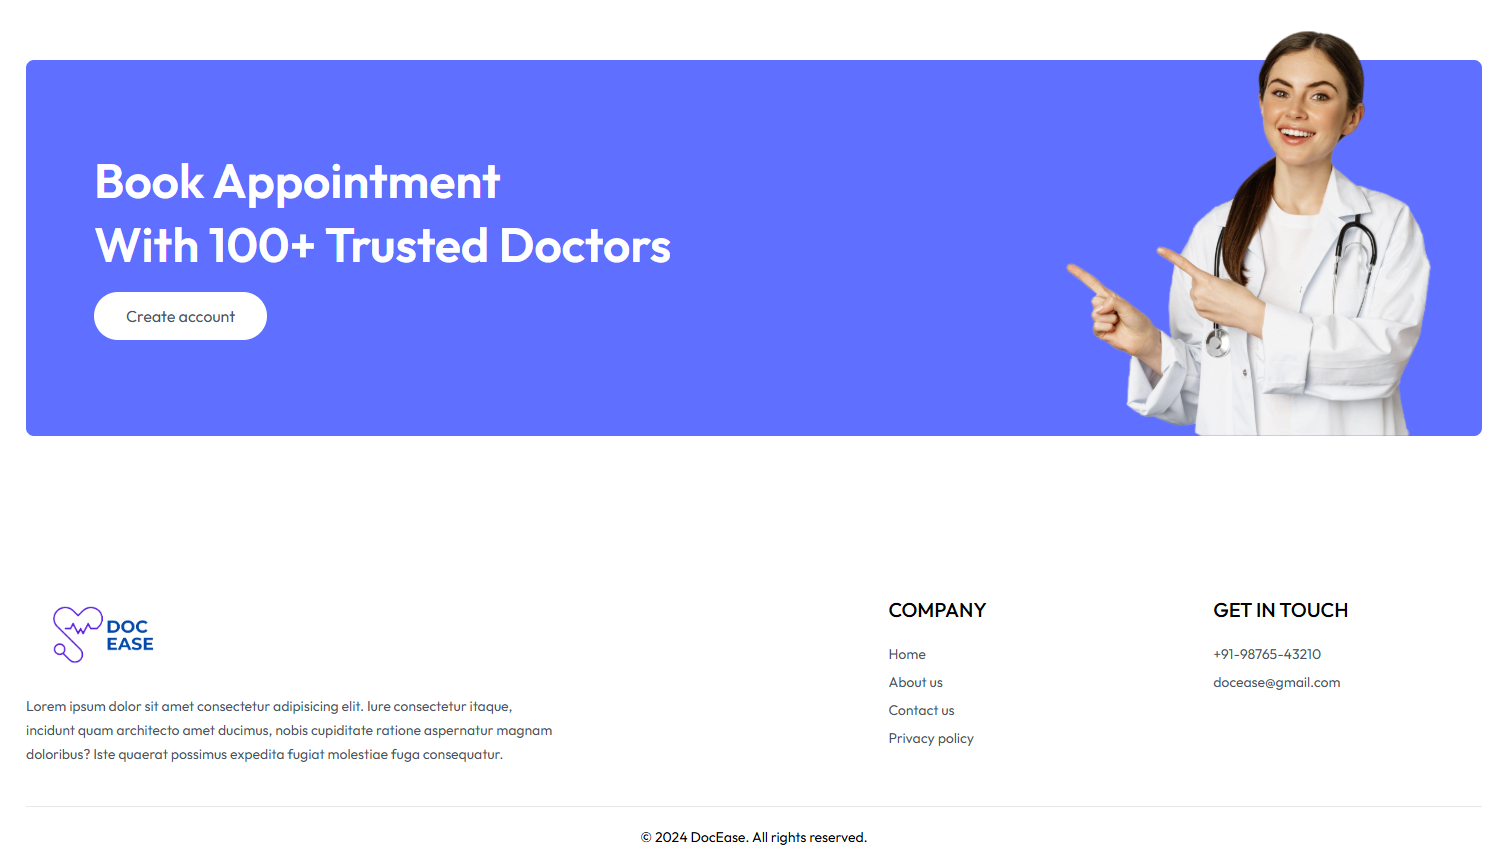 Book Appointment
With 100+ Trusted Doctors
Create account
DOC
EASE
Lorem ipsum dolor sit amet consectetur adipisicing elit. Iure consectetur itaque,
incidunt quam architecto amet ducimus, nobis cupiditate ratione aspernatur magnam
doloribus? Iste quaerat possimus expedita fugiat molestiae fuga consequatur.
COMPANY
Home
About us
Contact us
Privacy policy
GET IN TOUCH
+91-98765-43210
docease@gmail.com
© 2024 DocEase. All rights reserved.